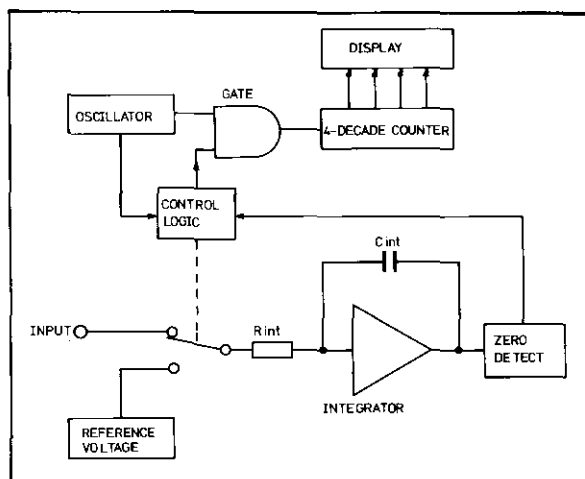 DISPLAY
GATE
OSCILLATOR
4-DECADE COUNTER
CONTROL
LOGIC
Cint
INPUT
Rint
ZERO
DETECT
INTEGRATOR
REFERENCE
VOLTAGE